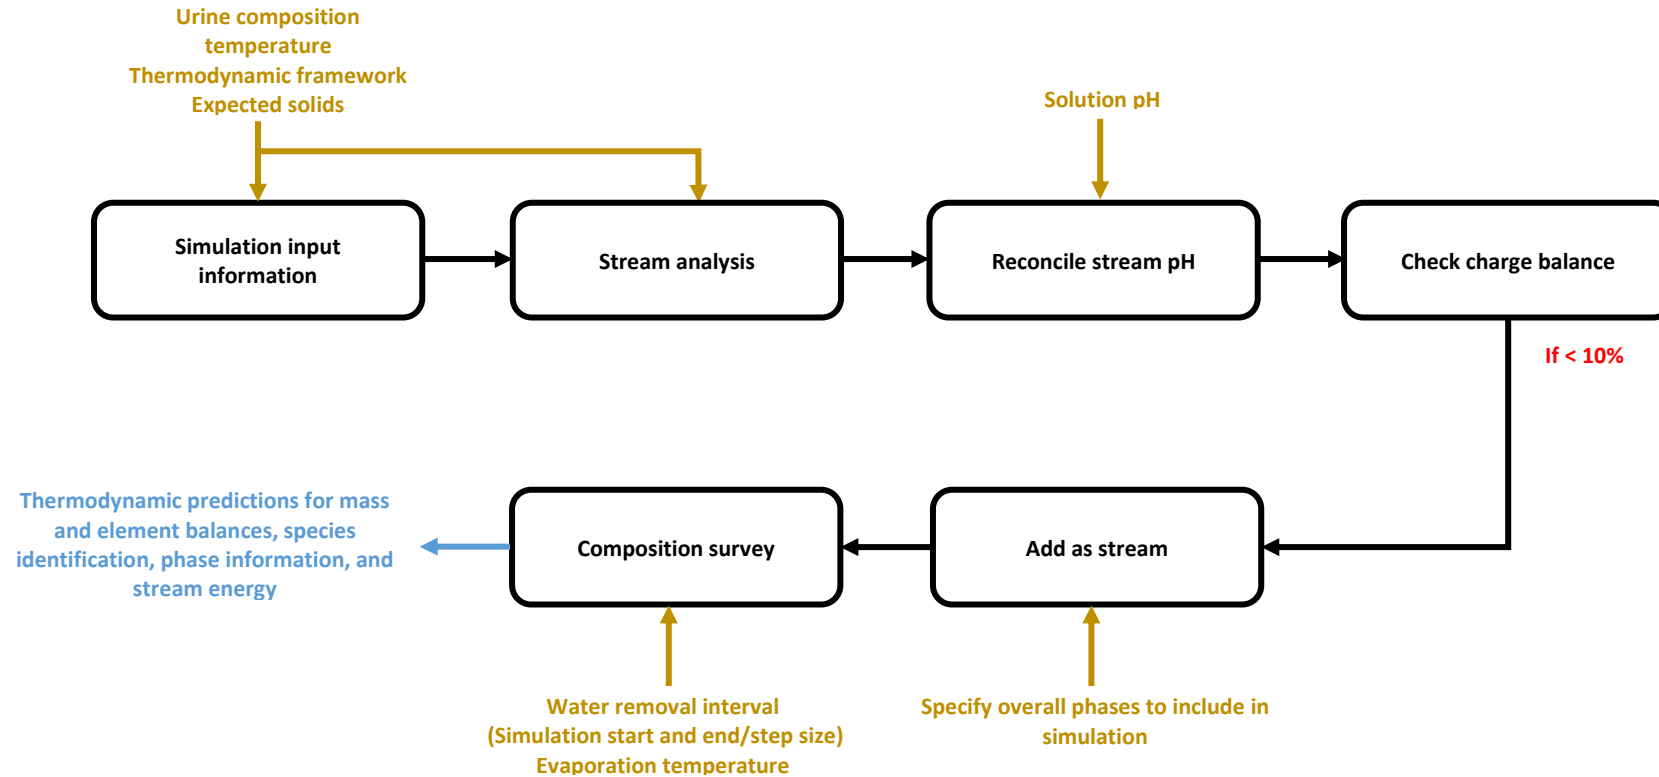 Urine composition
temperature
Thermodynamic framework
Expected solids
Solution pH
Simulation input
information
Stream analysis
Reconcile stream pH
Check charge balance
If < 10%
Thermodynamic predictions for mass
and element balances, species
identification, phase information, and
stream energy
Composition survey
Add as stream
Water removal interval
(Simulation start and end/step size)
Evaporation temperature
Specify overall phases to include in
simulation